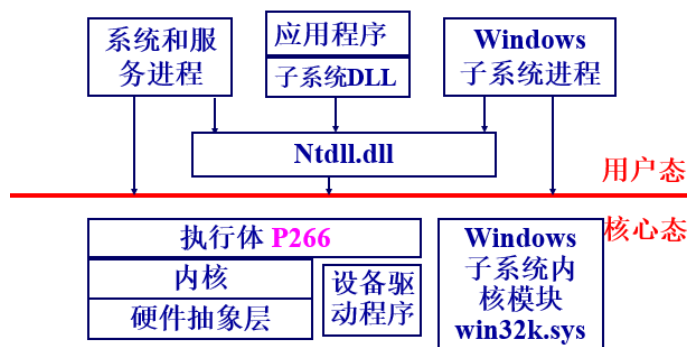 系统和服
务进程
应用程序
子系统DLL
Windows
子系统进程
Ntdll.dll
用户态
核心态
执行体 P266
内核
硬件抽象层
设备驱
动程序
Windows
子系统内
核模块
win32k.sys